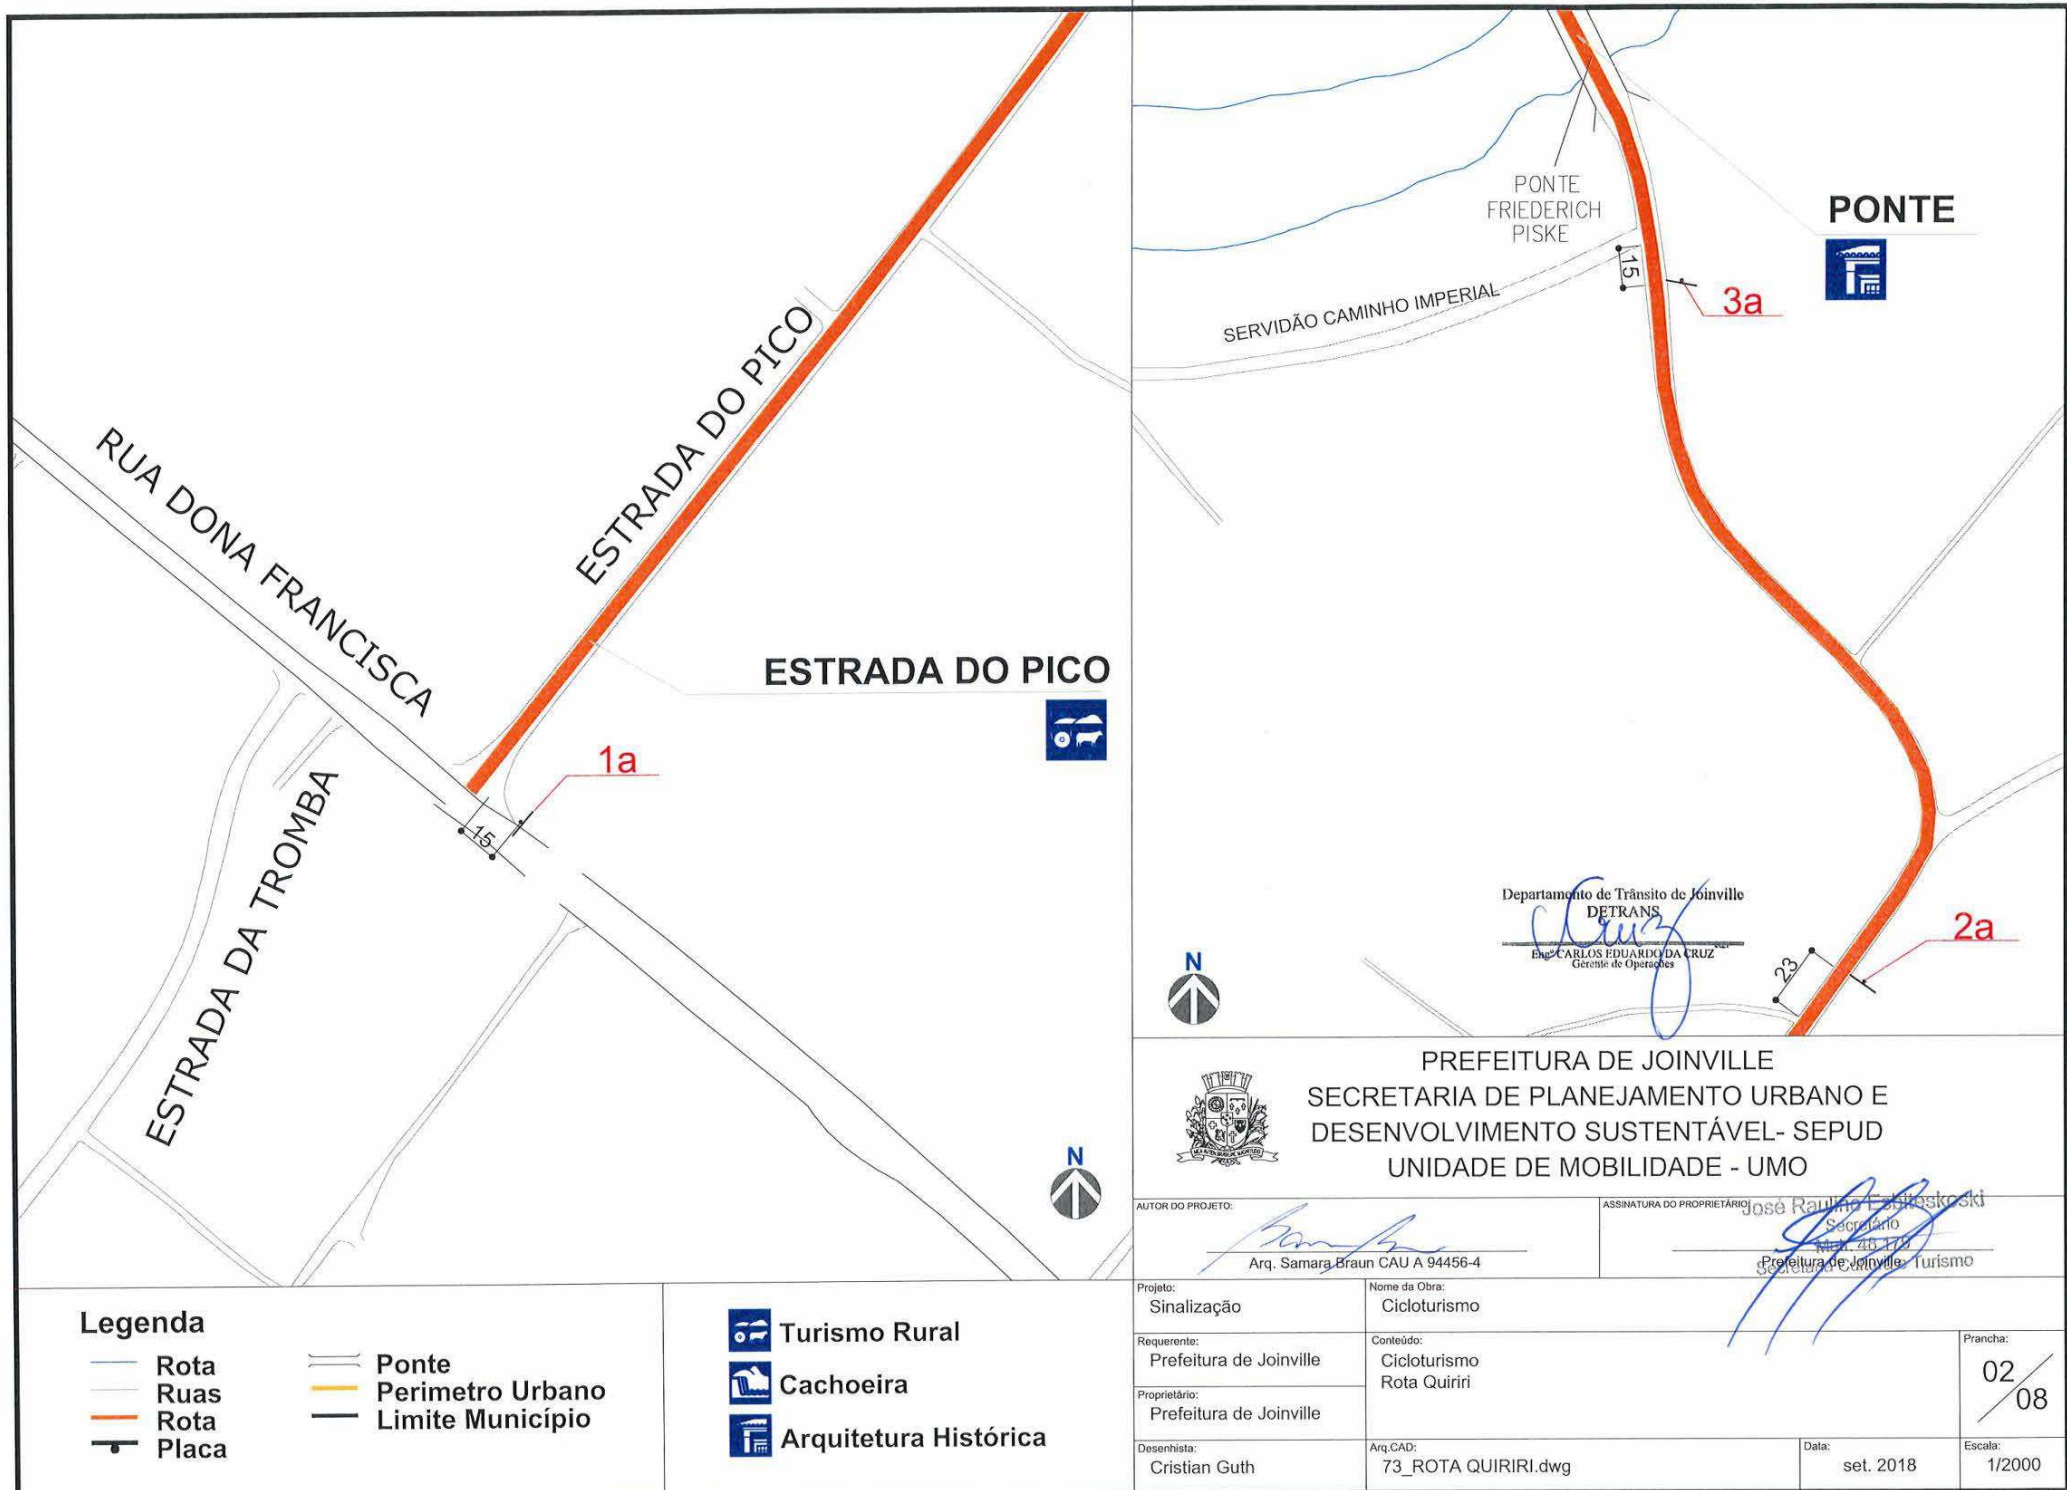 RUA DONA FRANCISCA
ESTRADA DO PICO
ESTRADA DO PICO
1a
15
ESTRADA DA TROMBA
N
PONTE
FRIEDERICH
PISKE
PONTE
15
3a
SERVIDÃO CAMINHO IMPERIAL
Departamento de Trânsito de Joinville
DETRANS
Engº CARLOS EDUARDO DA CRUZ
Gerente de Operações
2a
23
N
Legenda
Rota
Ruas
Rota
Placa
Ponte
Perimetro Urbano
Limite Município
Turismo Rural
Cachoeira
Arquitetura Histórica
PREFEITURA DE JOINVILLE
SECRETARIA DE PLANEJAMENTO URBANO E
DESENVOLVIMENTO SUSTENTÁVEL- SEPUD
UNIDADE DE MOBILIDADE - UMO
AUTOR DO PROJETO:
Arq. Samara Braun CAU A 94456-4
ASSINATURA DO PROPRIETÁRIO
José Raulino Esbiteskoski
Secretário
Prefeitura de Joinville
Turismo
Projeto:
Sinalização
Nome da Obra:
Cicloturismo
Requerente:
Prefeitura de Joinville
Conteúdo:
Cicloturismo
Rota Quiriri
Prancha:
02
08
Proprietário:
Prefeitura de Joinville
Desenhista:
Cristian Guth
Arq.CAD:
73_ROTA QUIRIRI.dwg
Data:
set. 2018
Escala:
1/2000